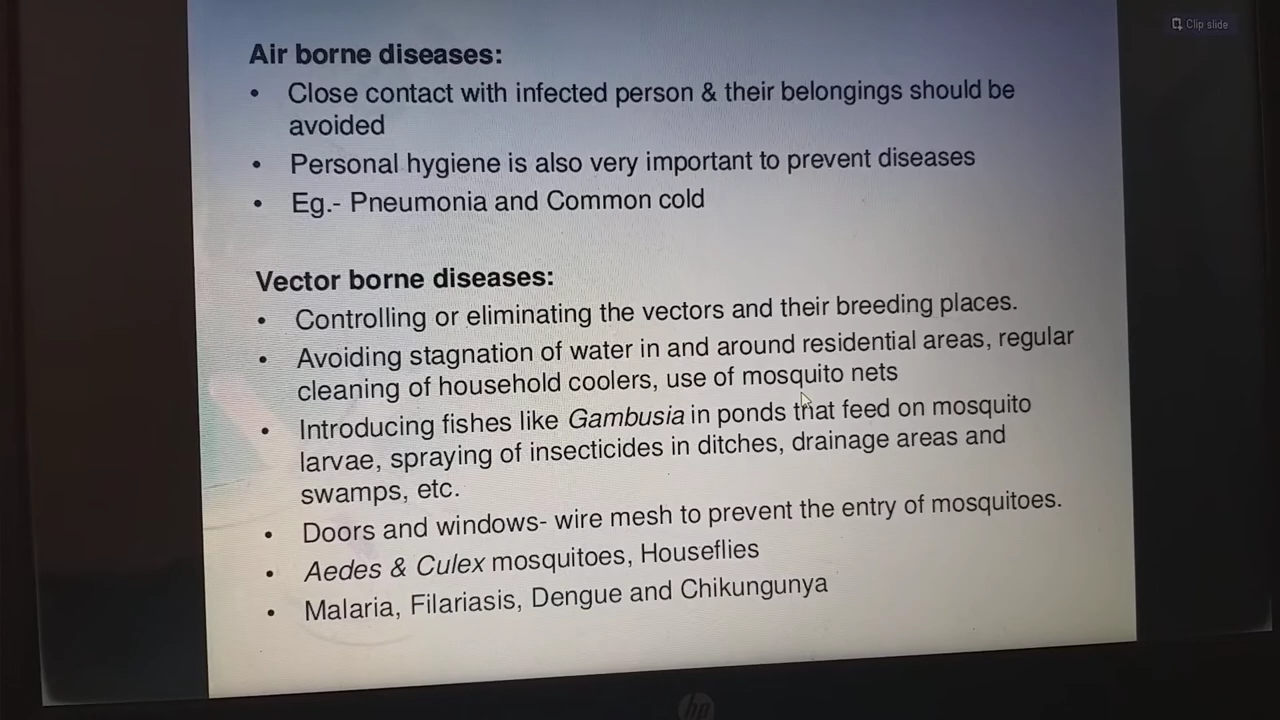 Clip slide
Air borne diseases:
• Close contact with infected person & their belongings should be
avoided
• Personal hygiene is also very important to prevent diseases
• Eg.- Pneumonia and Common cold
Vector borne diseases:
• Controlling or eliminating the vectors and their breeding places.
• Avoiding stagnation of water in and around residential areas, regular
cleaning of household coolers, use of mosquito nets
• Introducing fishes like Gambusia in ponds that feed on mosquito
larvae, spraying of insecticides in ditches, drainage areas and
swamps, etc.
• Doors and windows- wire mesh to prevent the entry of mosquitoes.
• Aedes & Culex mosquitoes, Houseflies
• Malaria, Filariasis, Dengue and Chikungunya
hp